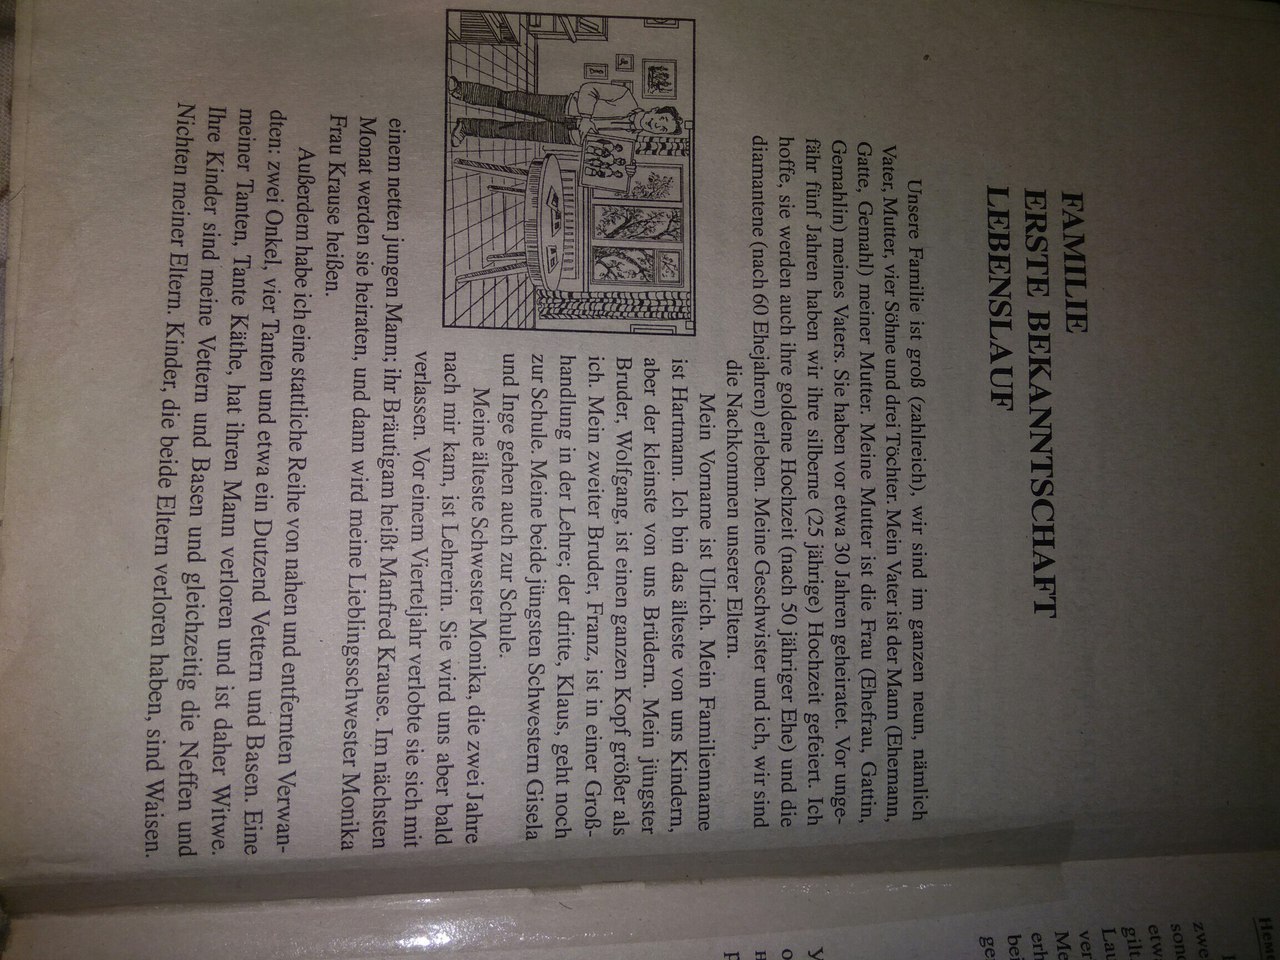 FAMILIE
ERSTE BEKANNTSCHAFT
LEBENSLAUF
Unsere Familie ist groß (zahlreich), wir sind im ganzen neun, nämlich
Vater, Mutter, vier Söhne und drei Töchter. Mein Vater ist der Mann (Ehemann,
Gatte, Gemahl) meiner Mutter. Meine Mutter ist die Frau (Ehefrau, Gattin,
Gemahlin) meines Vaters. Sie haben vor etwa 30 Jahren geheiratet. Vor unge-
fähr fünf Jahren haben wir ihre silberne (25 jährige) Hochzeit gefeiert. Ich
hoffe, sie werden auch ihre goldene Hochzeit (nach 50 jähriger Ehe) und die
diamantene (nach 60 Ehejahren) erleben. Meine Geschwister und ich, wir sind
die Nachkommen unserer Eltern.
Mein Vorname ist Ulrich. Mein Familienname
ist Hartmann. Ich bin das älteste von uns Kindern,
aber der kleinste von uns Brüdern. Mein jüngster
Bruder, Wolfgang, ist einen ganzen Kopf größer als
ich. Mein zweiter Bruder, Franz, ist in einer Groß-
handlung in der Lehre; der dritte, Klaus, geht noch
zur Schule. Meine beide jüngsten Schwestern Gisela
und Inge gehen auch zur Schule.
Meine älteste Schwester Monika, die zwei Jahre
nach mir kam, ist Lehrerin. Sie wird uns aber bald
verlassen. Vor einem Vierteljahr verlobte sie sich mit
einem netten jungen Mann; ihr Bräutigam heißt Manfred Krause. Im nächsten
Monat werden sie heiraten, und dann wird meine Lieblingsschwester Monika
Frau Krause heißen.
Außerdem habe ich eine stattliche Reihe von nahen und entfernten Verwan-
dten: zwei Onkel, vier Tanten und etwa ein Dutzend Vettern und Basen. Eine
meiner Tanten, Tante Käthe, hat ihren Mann verloren und ist daher Witwe.
Ihre Kinder sind meine Vettern und Basen und gleichzeitig die Neffen und
Nichten meiner Eltern. Kinder, die beide Eltern verloren haben, sind Waisen.
zwe
sond
etw
gilt
Lau
ver
Me
erh
bei
ge